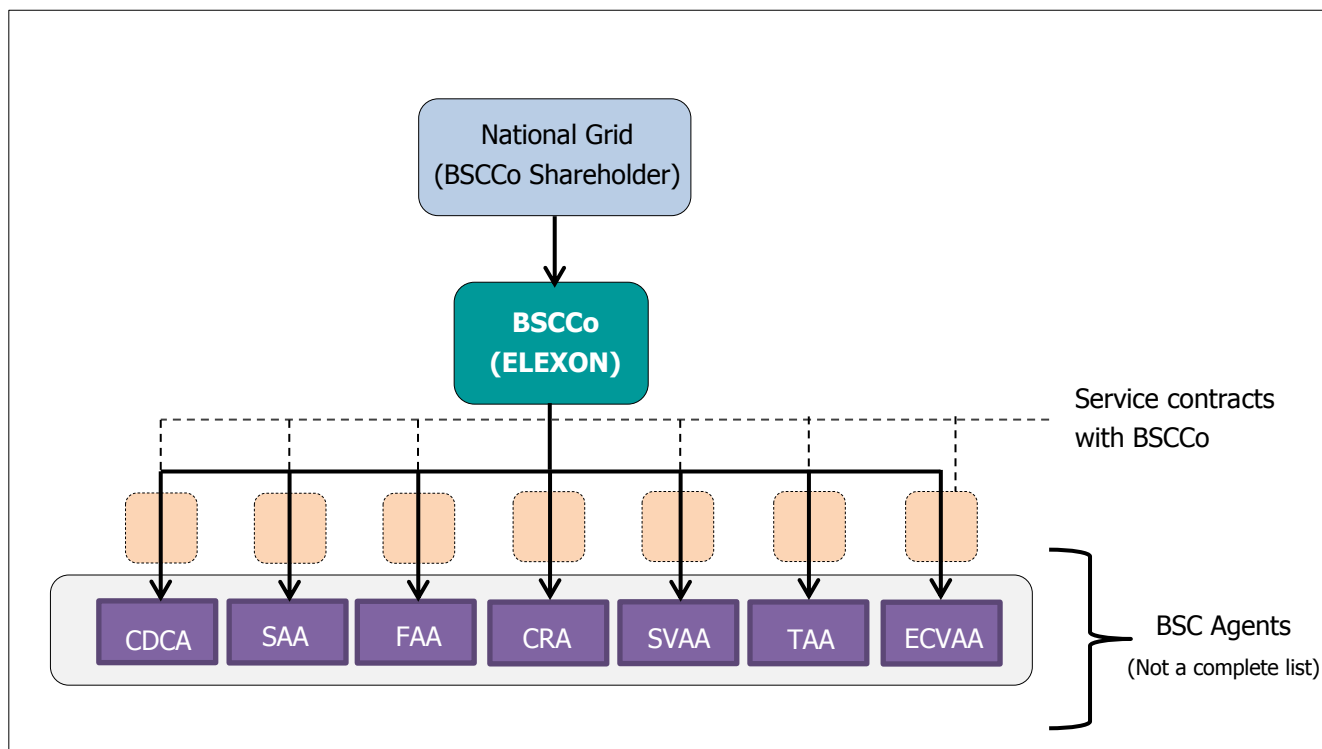 National Grid
(BSCCo Shareholder)
BSCCo
(ELEXON)
Service contracts
with BSCCo
CDCA
SAA
FAA
CRA
SVAA
TAA
ECVAA
BSC Agents
(Not a complete list)